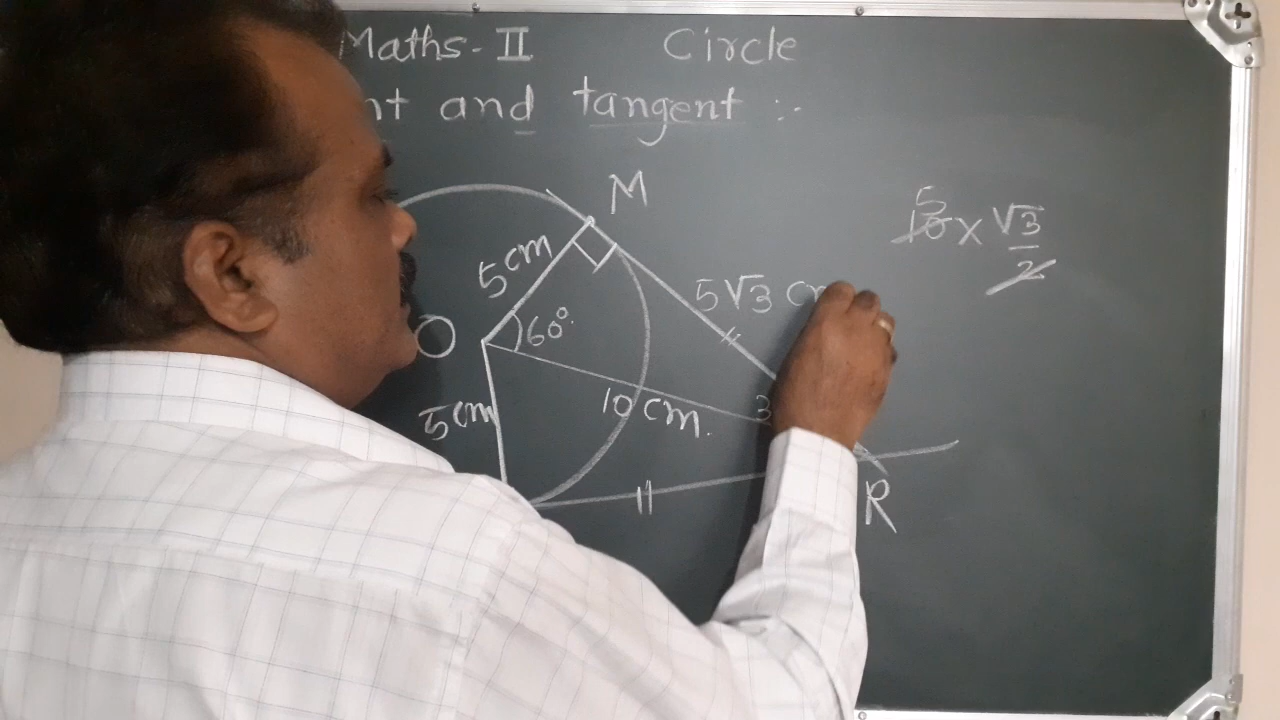 Maths-II Circle
nt and tangent :-
M
5 10 x √3/2
5cm
5√3 cm
O 60°
5cm 10 cm. 3
R